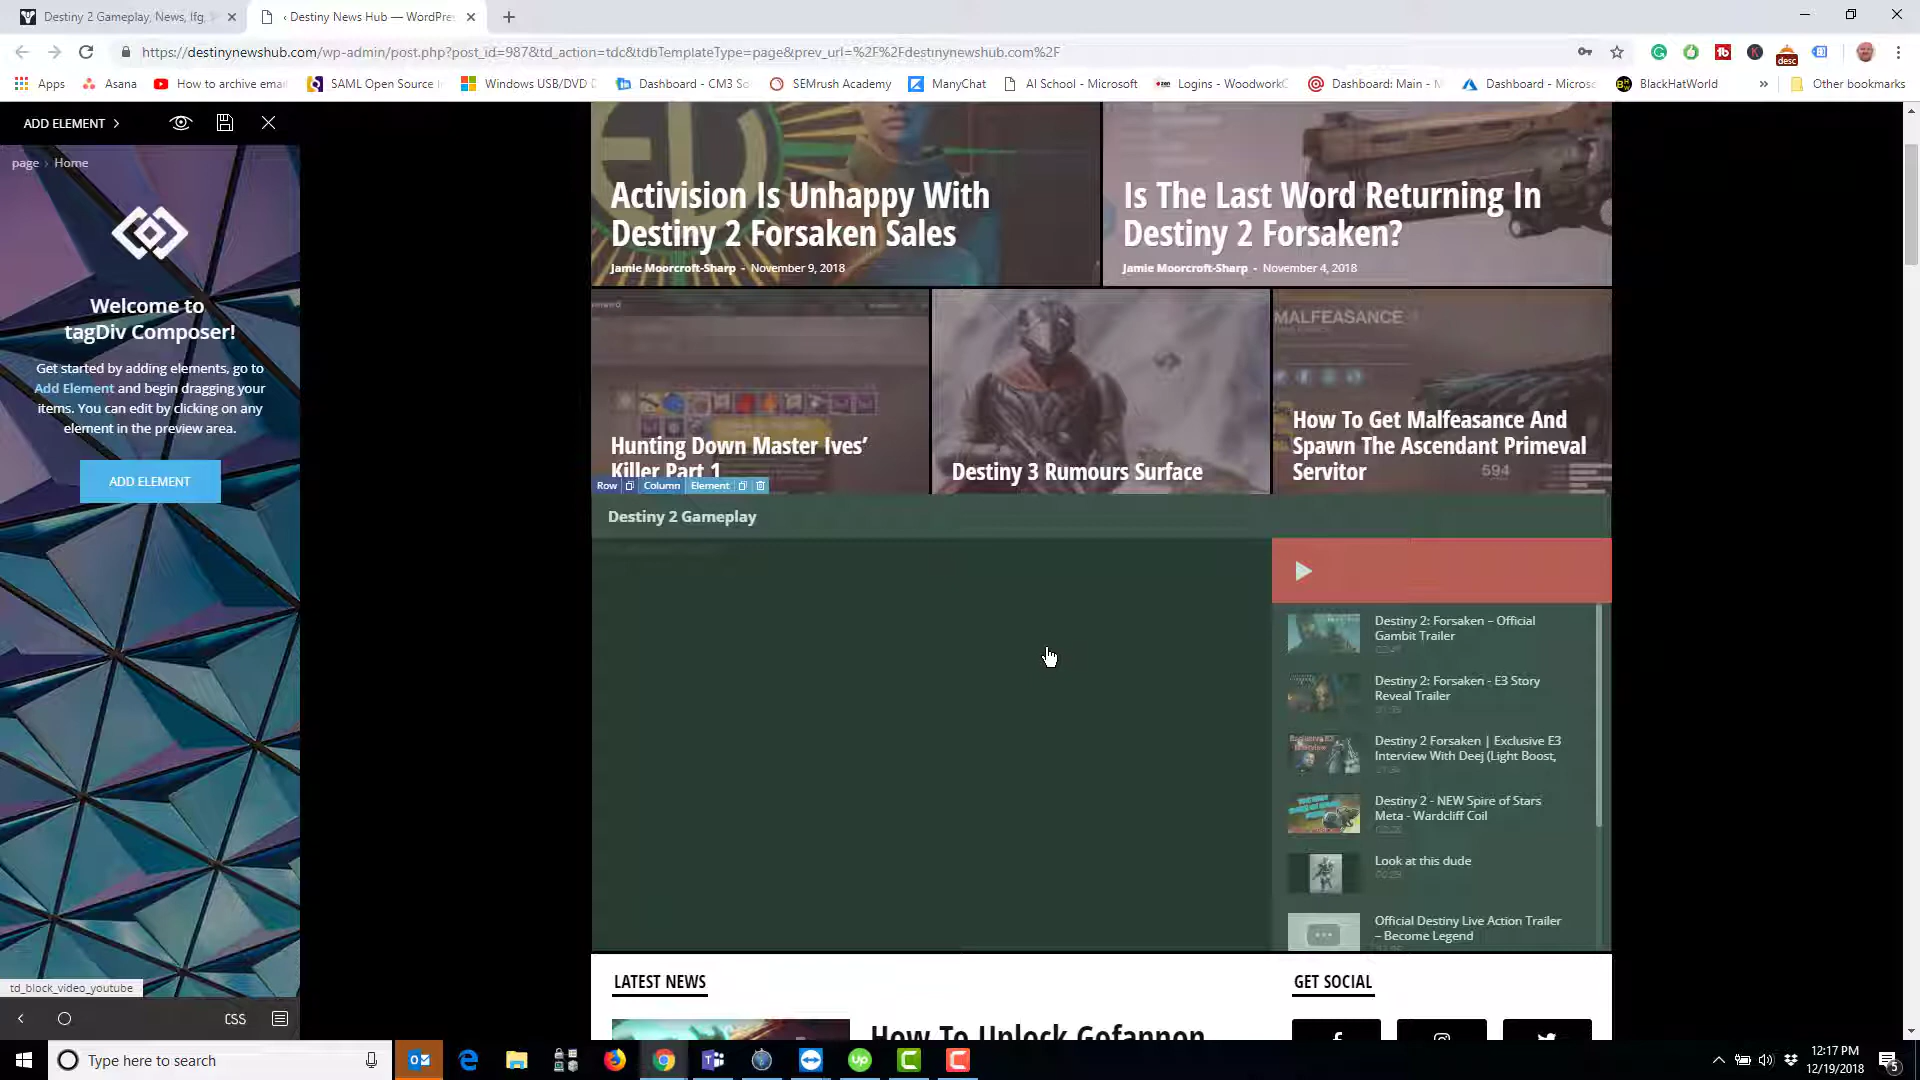 Destiny 2 Gameplay, News, lfg,
‹ Destiny News Hub — WordPres
https://destinynewshub.com/wp-admin/post.php?post_id=987&td_action=tdc&tdbTemplateType=page&prev_url=%2F%2Fdestinynewshub.com%2F
desc
Apps
Asana
How to archive emai
SAML Open Source I
Windows USB/DVD D
Dashboard - CM3 So
SEMrush Academy
ManyChat
AI School - Microsoft
Logins - WoodworkC
Dashboard: Main - M
Dashboard - Microsc
BlackHatWorld
»
Other bookmarks
ADD ELEMENT
page › Home
Welcome to
tagDiv Composer!
Get started by adding elements, go to
Add Element and begin dragging your
items. You can edit by clicking on any
element in the preview area.
ADD ELEMENT
td_block_video_youtube
CSS
Activision Is Unhappy With
Destiny 2 Forsaken Sales
Jamie Moorcroft-Sharp - November 9, 2018
Is The Last Word Returning In
Destiny 2 Forsaken?
Jamie Moorcroft-Sharp - November 4, 2018
Hunting Down Master Ives'
Killer Part 1
Destiny 3 Rumours Surface
MALFEASANCE
How To Get Malfeasance And
Spawn The Ascendant Primeval
Servitor
594
Row
Column
Element
Destiny 2 Gameplay
Destiny 2: Forsaken – Official
Gambit Trailer
Destiny 2: Forsaken - E3 Story
Reveal Trailer
Destiny 2 Forsaken | Exclusive E3
Interview With Deej (Light Boost,
Destiny 2 - NEW Spire of Stars
Meta - Wardcliff Coil
Look at this dude
Official Destiny Live Action Trailer
– Become Legend
LATEST NEWS
GET SOCIAL
How To Unlock Gofannon
Type here to search
12:17 PM
12/19/2018
5